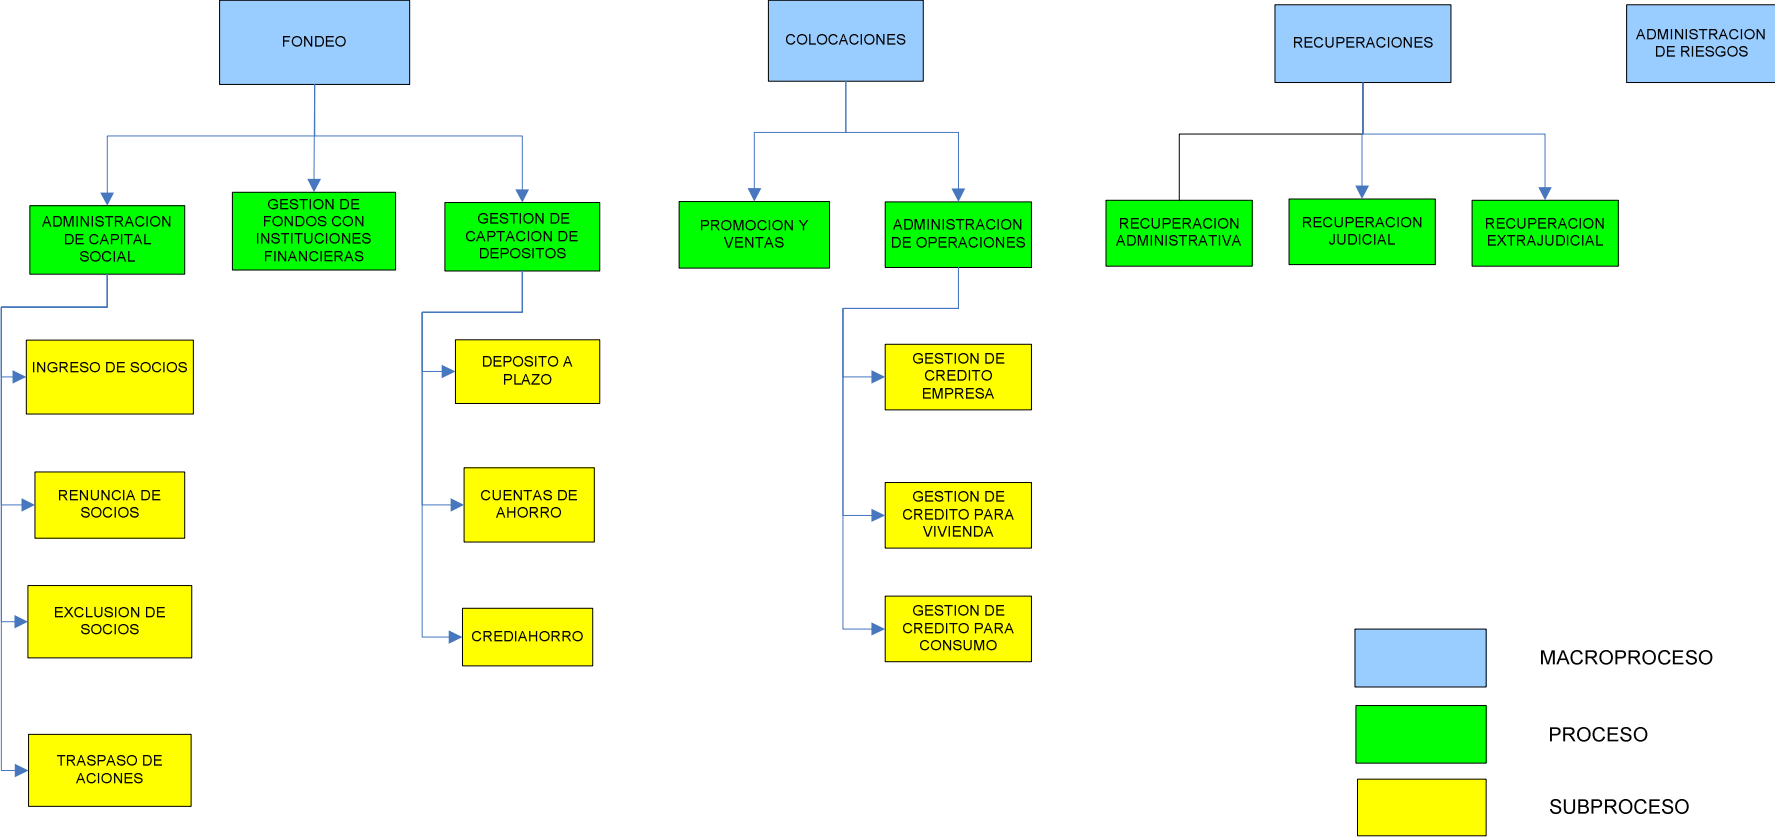 FONDEO
COLOCACIONES
RECUPERACIONES
ADMINISTRACION
DE RIESGOS
ADMINISTRACION
DE CAPITAL
SOCIAL
GESTION DE
FONDOS CON
INSTITUCIONES
FINANCIERAS
GESTION DE
CAPTACION DE
DEPOSITOS
PROMOCION Y
VENTAS
ADMINISTRACION
DE OPERACIONES
RECUPERACION
ADMINISTRATIVA
RECUPERACION
JUDICIAL
RECUPERACION
EXTRAJUDICIAL
INGRESO DE SOCIOS
DEPOSITO A
PLAZO
GESTION DE
CREDITO
EMPRESA
RENUNCIA DE
SOCIOS
CUENTAS DE
AHORRO
GESTION DE
CREDITO PARA
VIVIENDA
EXCLUSION DE
SOCIOS
CREDIAHORRO
GESTION DE
CREDITO PARA
CONSUMO
TRASPASO DE
ACIONES
MACROPROCESO
PROCESO
SUBPROCESO